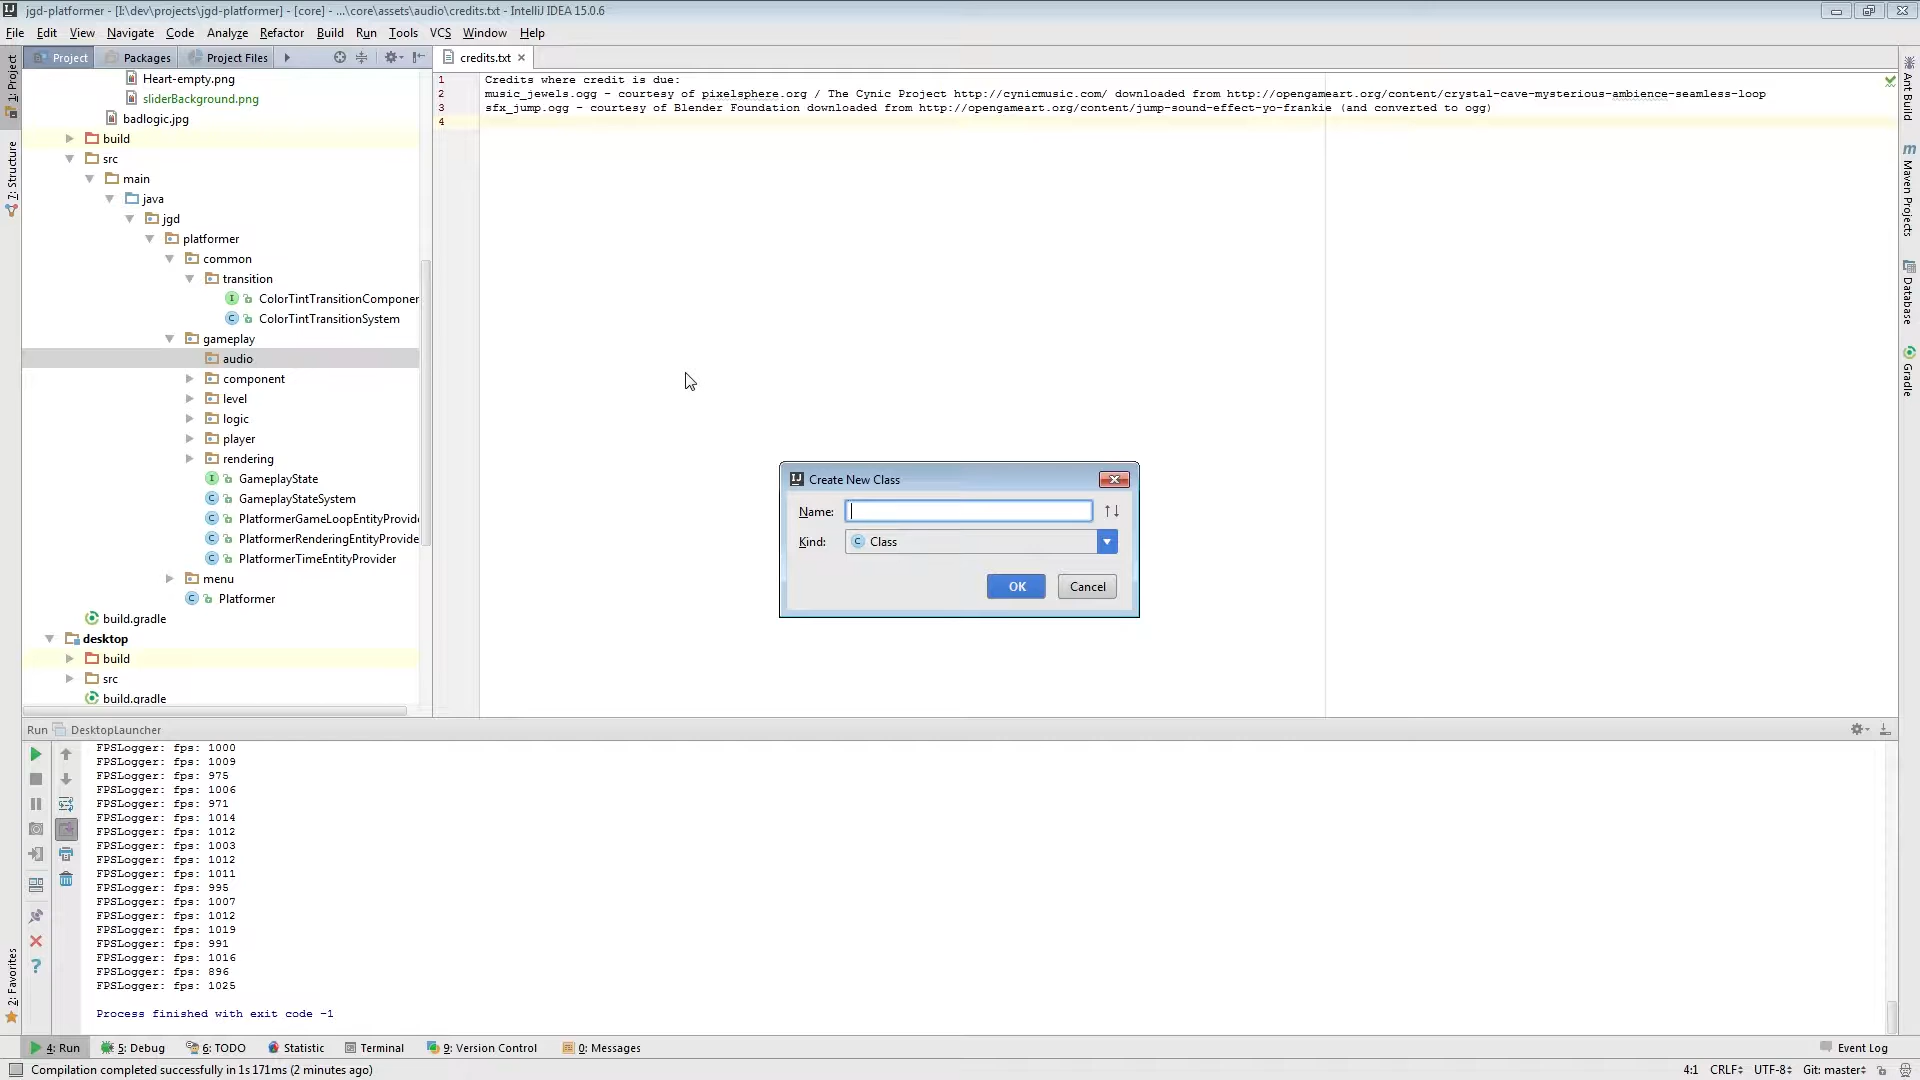 jgd-platformer - [I:\dev\projects\jgd-platformer] - [core] - ...\core\assets\audio\credits.txt - IntelliJ IDEA 15.0.6
File Edit View Navigate Code Analyze Refactor Build Run Tools VCS Window Help
Project Packages Project Files
credits.txt
1: Project
7: Structure
2: Favorites
Heart-empty.png
sliderBackground.png
badlogic.jpg
build
src
main
java
jgd
platformer
common
transition
ColorTintTransitionComponen
ColorTintTransitionSystem
gameplay
audio
component
level
logic
player
rendering
GameplayState
GameplayStateSystem
PlatformerGameLoopEntityProvide
PlatformerRenderingEntityProvide
PlatformerTimeEntityProvider
menu
Platformer
build.gradle
desktop
build
src
build.gradle
1 Credits where credit is due:
2 music_jewels.ogg - courtesy of pixelsphere.org / The Cynic Project http://cynicmusic.com/ downloaded from http://opengameart.org/content/crystal-cave-mysterious-ambience-seamless-loop
3 sfx_jump.ogg - courtesy of Blender Foundation downloaded from http://opengameart.org/content/jump-sound-effect-yo-frankie (and converted to ogg)
4
Create New Class
Name:
Kind: Class
OK Cancel
Ant Build
Maven Projects
Database
Gradle
Run DesktopLauncher
FPSLogger: fps: 1000
FPSLogger: fps: 1009
FPSLogger: fps: 975
FPSLogger: fps: 1006
FPSLogger: fps: 971
FPSLogger: fps: 1014
FPSLogger: fps: 1012
FPSLogger: fps: 1003
FPSLogger: fps: 1012
FPSLogger: fps: 1011
FPSLogger: fps: 995
FPSLogger: fps: 1007
FPSLogger: fps: 1012
FPSLogger: fps: 1019
FPSLogger: fps: 991
FPSLogger: fps: 1016
FPSLogger: fps: 896
FPSLogger: fps: 1025
Process finished with exit code -1
4: Run 5: Debug 6: TODO Statistic Terminal 9: Version Control 0: Messages Event Log
Compilation completed successfully in 1s 171ms (2 minutes ago) 4:1 CRLF UTF-8 Git: master